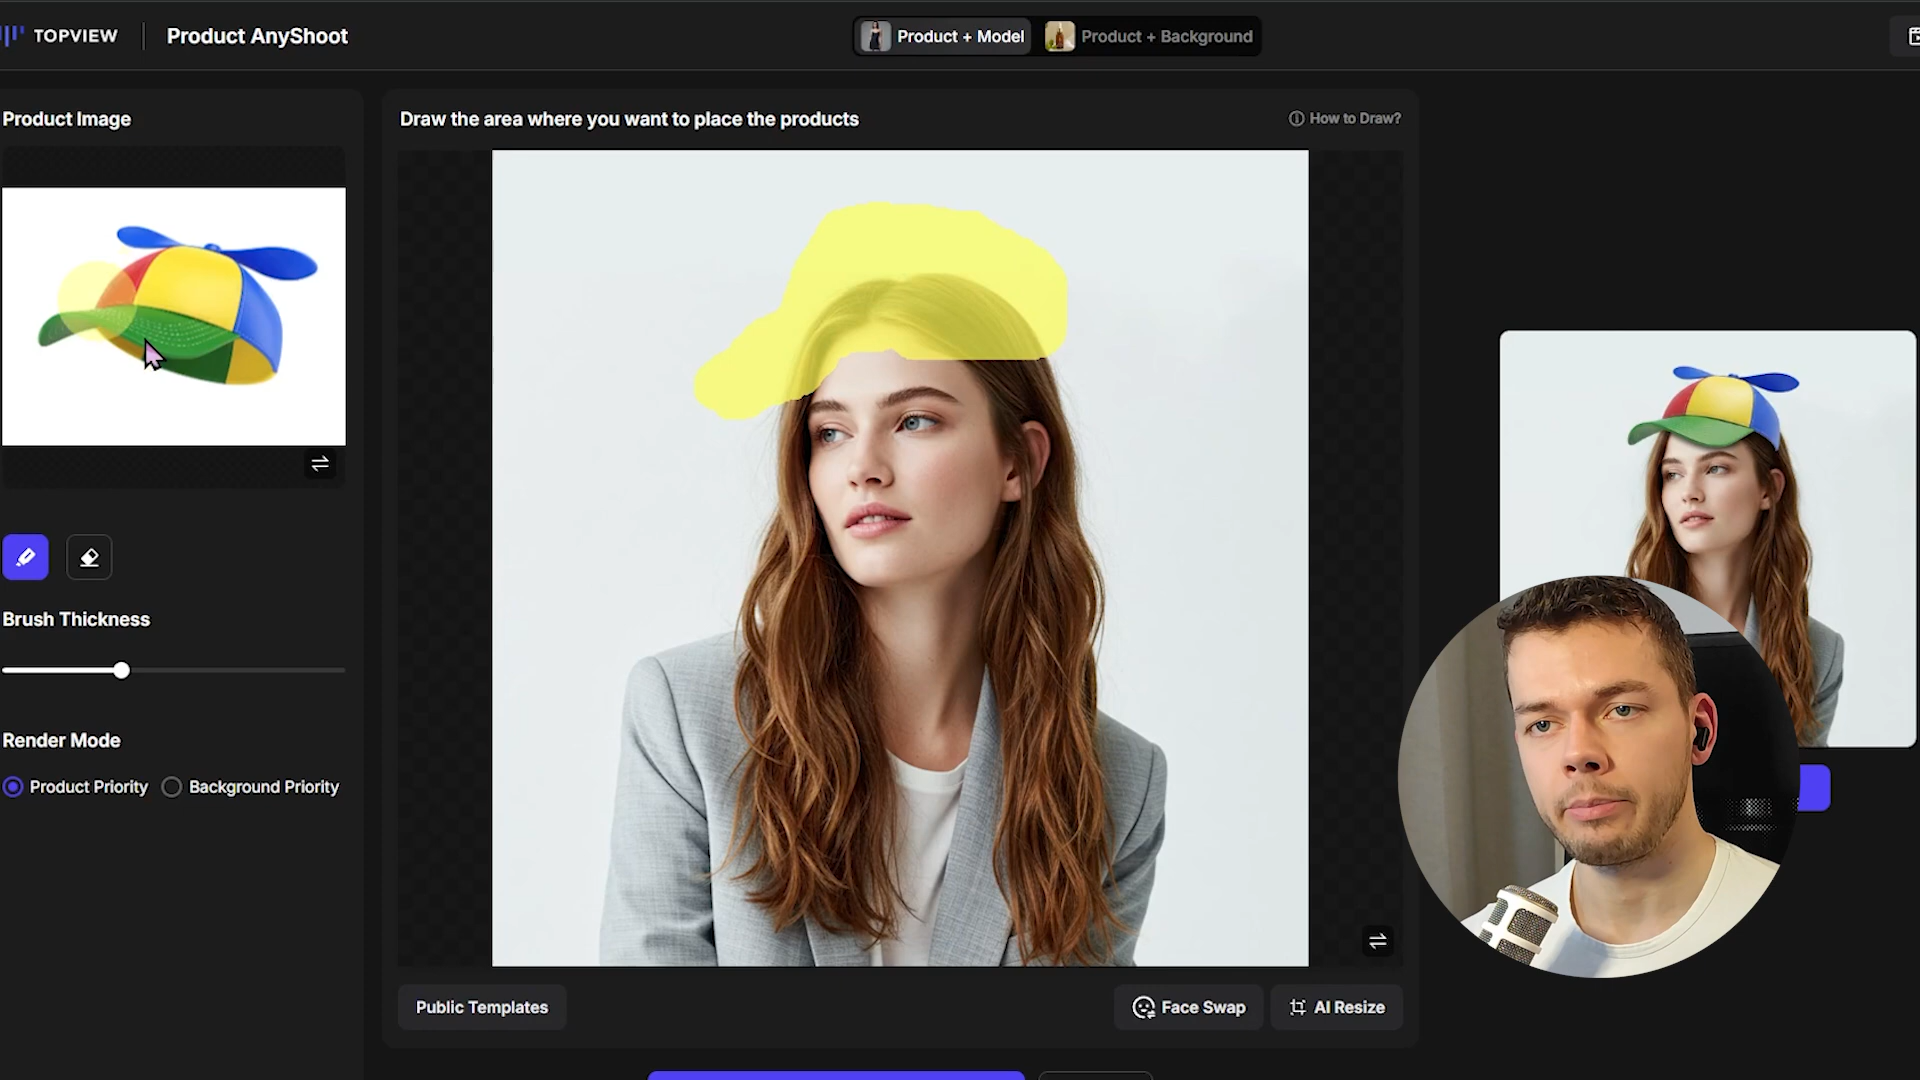 TOPVIEW
Product AnyShoot
Product + Model
Product + Background
Product Image
Draw the area where you want to place the products
How to Draw?
Brush Thickness
Render Mode
Product Priority
Background Priority
Public Templates
Face Swap
AI Resize